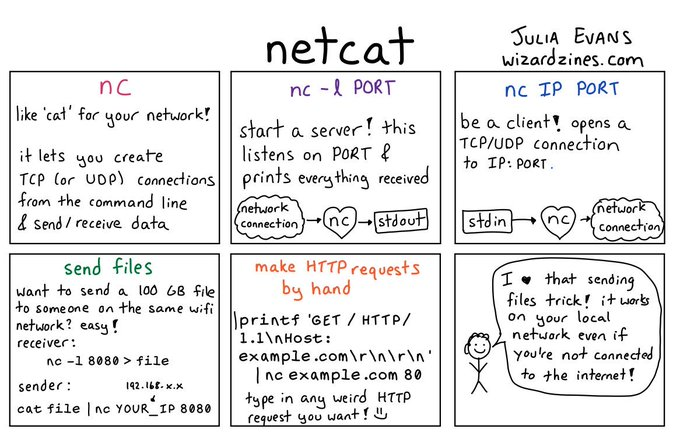 netcat
JULIA EVANS
wizardzines.com
nc
like 'cat' for your network!
it lets you create
TCP (or UDP) connections
from the command line
& send/receive data
nc -l PORT
start a server! this
listens on PORT &
prints everything received
network
connection
nc
stdout
nc IP PORT
be a client! opens a
TCP/UDP connection
to IP:PORT.
stdin
nc
network
connection
send files
want to send a 100 GB file
to someone on the same wifi
network? easy!
receiver:
nc -l 8080 > file
sender:
192.168.x.x
cat file | nc YOUR_IP 8080
make HTTP requests
by hand
|printf 'GET / HTTP/
1.1\nHost:
example.com\r\n\r\n'
| nc example.com 80
type in any weird HTTP
request you want! :)
I ♥ that sending
files trick! it works
on your local
network even if
you're not connected
to the internet!